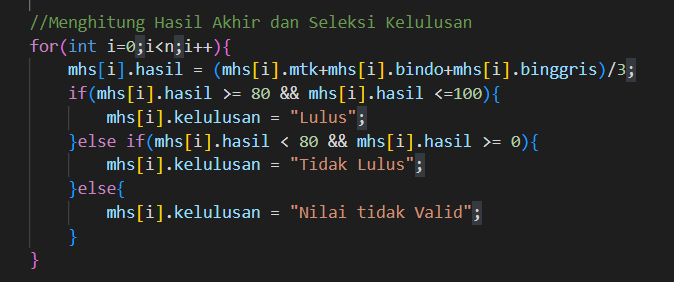 //Menghitung Hasil Akhir dan Seleksi Kelulusan
for(int i=0;i<n;i++){
    mhs[i].hasil = (mhs[i].mtk+mhs[i].bindo+mhs[i].binggris)/3;
    if(mhs[i].hasil >= 80 && mhs[i].hasil <=100){
        mhs[i].kelulusan = "Lulus";
    }else if(mhs[i].hasil < 80 && mhs[i].hasil >= 0){
        mhs[i].kelulusan = "Tidak Lulus";
    }else{
        mhs[i].kelulusan = "Nilai tidak Valid";
    }
}